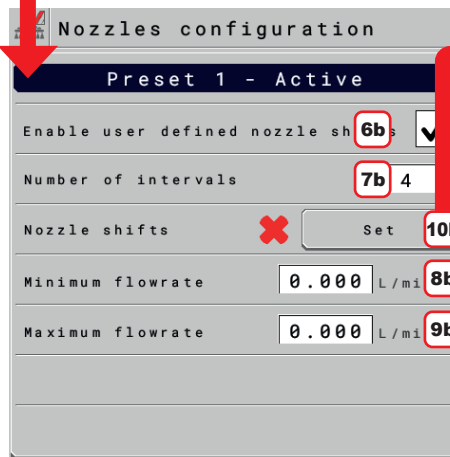 Nozzles configuration
Preset 1 - Active
Enable user defined nozzle sh 6b s
Number of intervals 7b 4
Nozzle shifts Set 10b
Minimum flowrate 0.000 L/mi 8b
Maximum flowrate 0.000 L/mi 9b